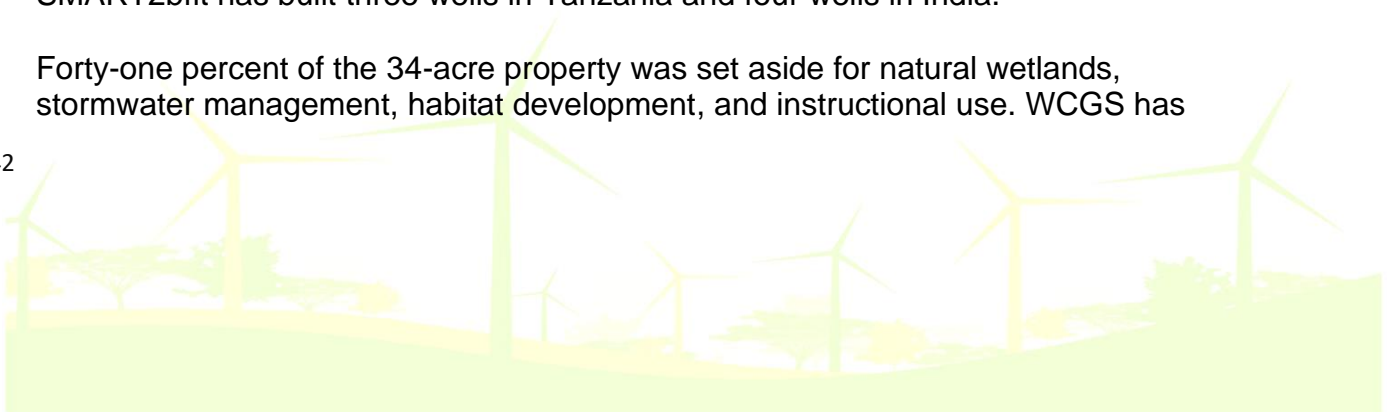 SMART2bfit has built three wells in Tanzania and four wells in India.
Forty-one percent of the 34-acre property was set aside for natural wetlands,
stormwater management, habitat development, and instructional use. WCGS has
2